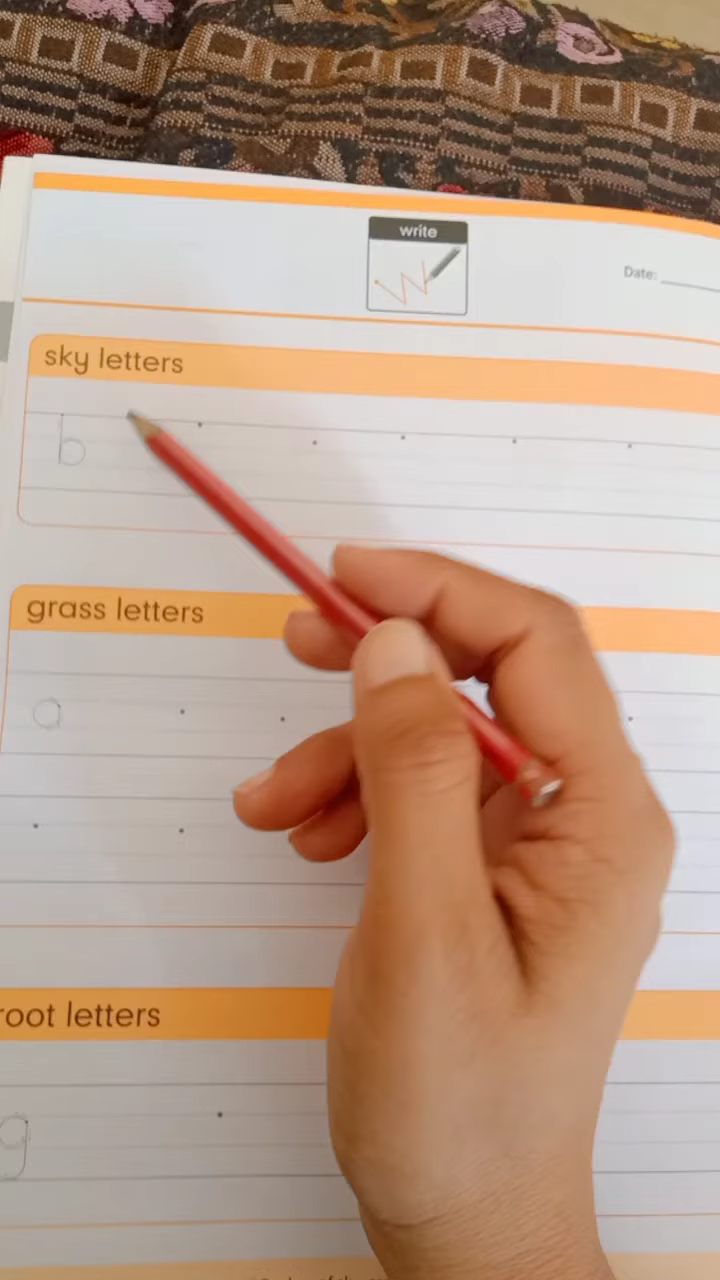 write
Date:
sky letters
b
grass letters
a
root letters
g